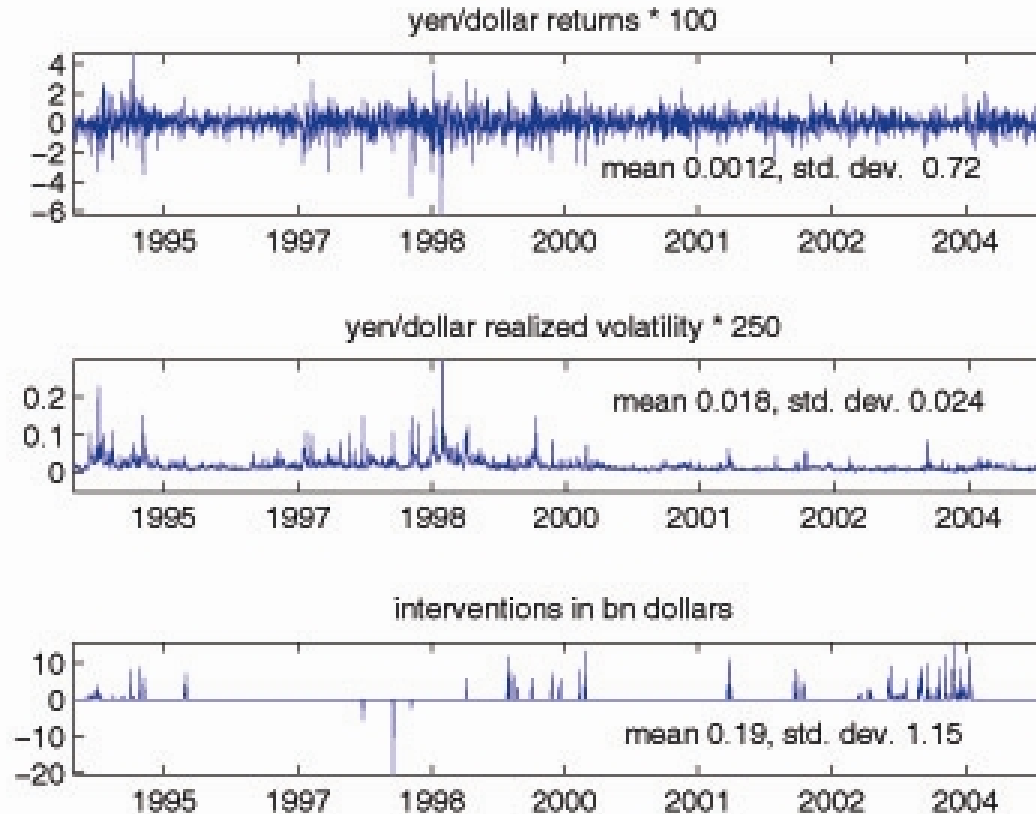 yen/dollar returns * 100
4
2
0
−2
−4
−6
mean 0.0012, std. dev. 0.72
1995 1997 1998 2000 2001 2002 2004
yen/dollar realized volatility * 250
0.2
0.1
0
mean 0.018, std. dev. 0.024
1995 1997 1998 2000 2001 2002 2004
interventions in bn dollars
10
0
−10
−20
mean 0.19, std. dev. 1.15
1995 1997 1998 2000 2001 2002 2004